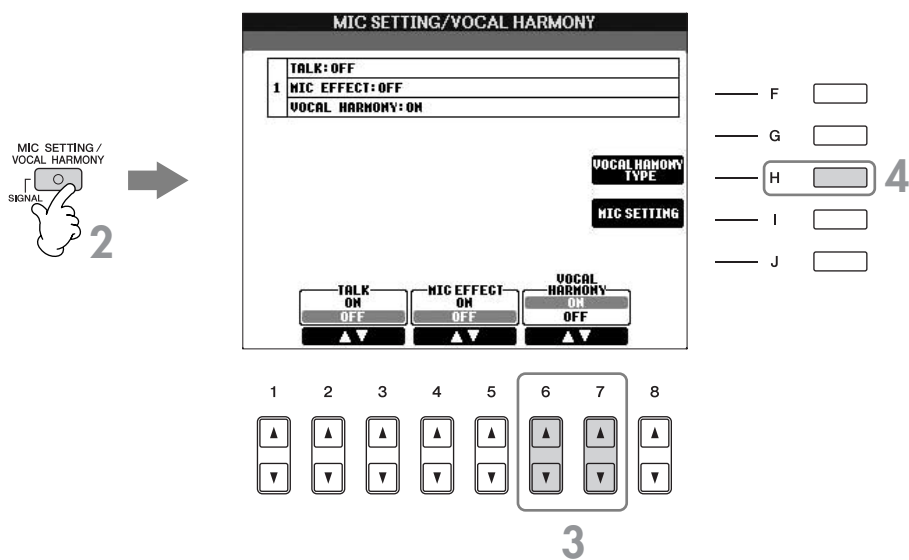 MIC SETTING/VOCAL HARMONY
TALK:OFF
1 MIC EFFECT:OFF
VOCAL HARMONY:ON
MIC SETTING /
VOCAL HARMONY
SIGNAL
2
VOCAL HAMONY
TYPE
MIC SETTING
F
G
H
4
I
J
TALK
ON
OFF
MIC EFFECT
ON
OFF
VOCAL
HARMONY
ON
OFF
1 2 3 4 5 6 7 8
3